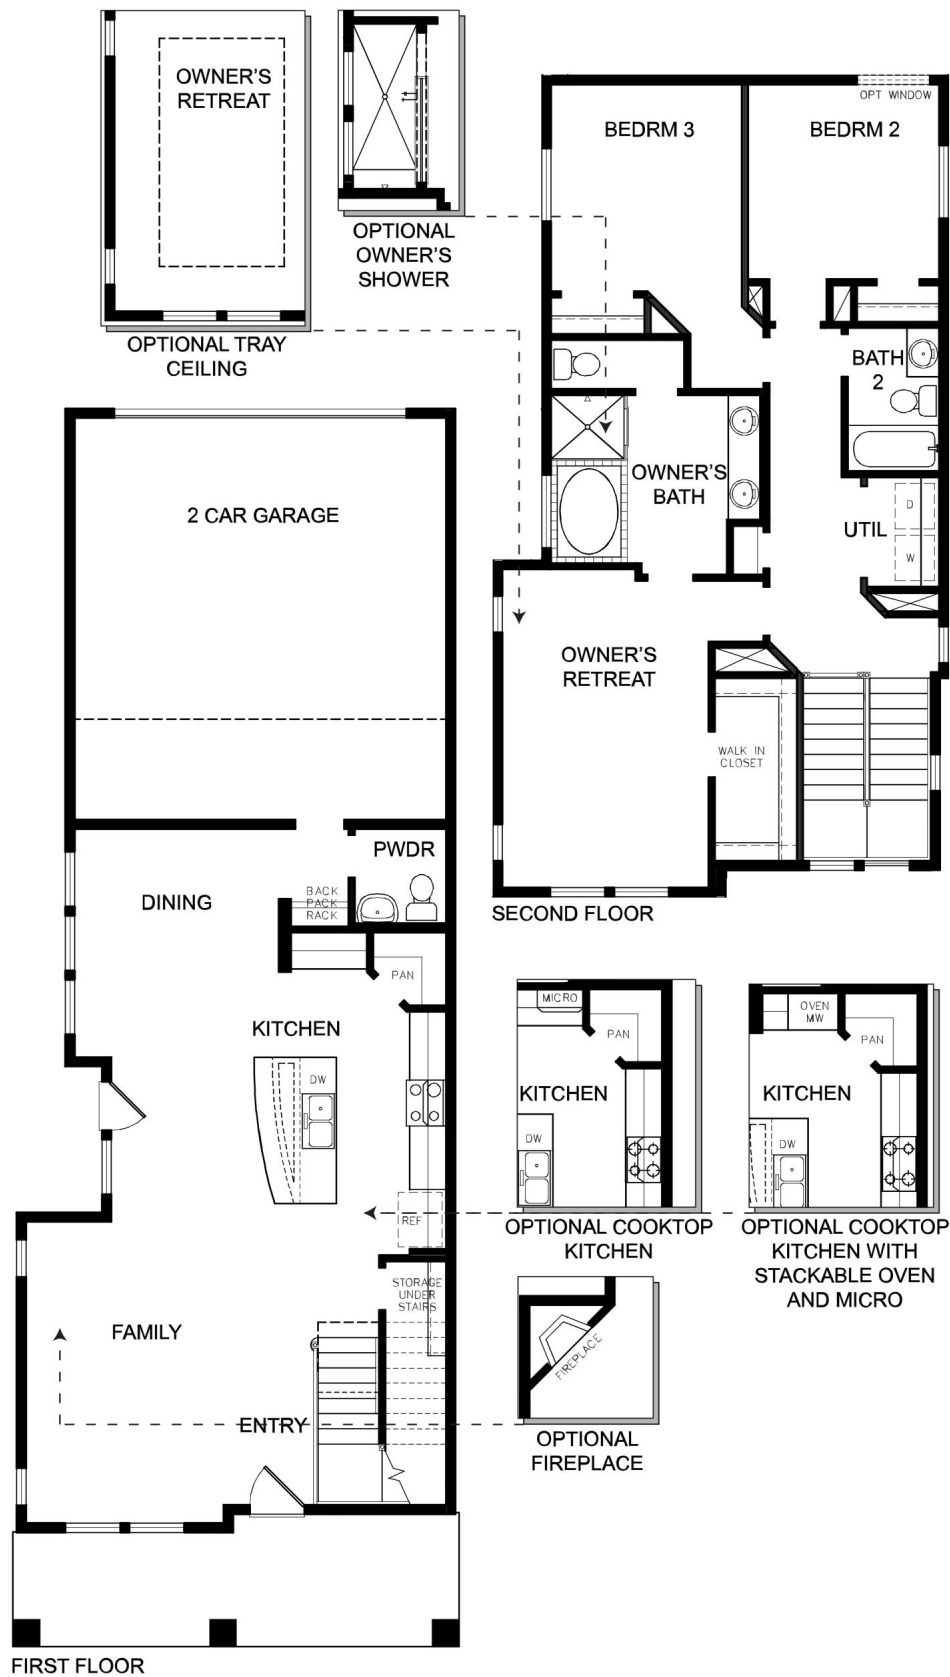 OWNER'S
RETREAT
OPTIONAL TRAY
CEILING
OPTIONAL
OWNER'S
SHOWER
BEDRM 3
BEDRM 2
OPT WINDOW
BATH
2
OWNER'S
BATH
UTIL
D
W
OWNER'S
RETREAT
WALK IN
CLOSET
SECOND FLOOR
2 CAR GARAGE
PWDR
DINING
BACK
PACK
RACK
PAN
KITCHEN
DW
REF
STORAGE
UNDER
STAIRS
FAMILY
ENTRY
FIRST FLOOR
MICRO
PAN
KITCHEN
DW
OPTIONAL COOKTOP
KITCHEN
OVEN
MW
PAN
KITCHEN
DW
OPTIONAL COOKTOP
KITCHEN WITH
STACKABLE OVEN
AND MICRO
FIREPLACE
OPTIONAL
FIREPLACE